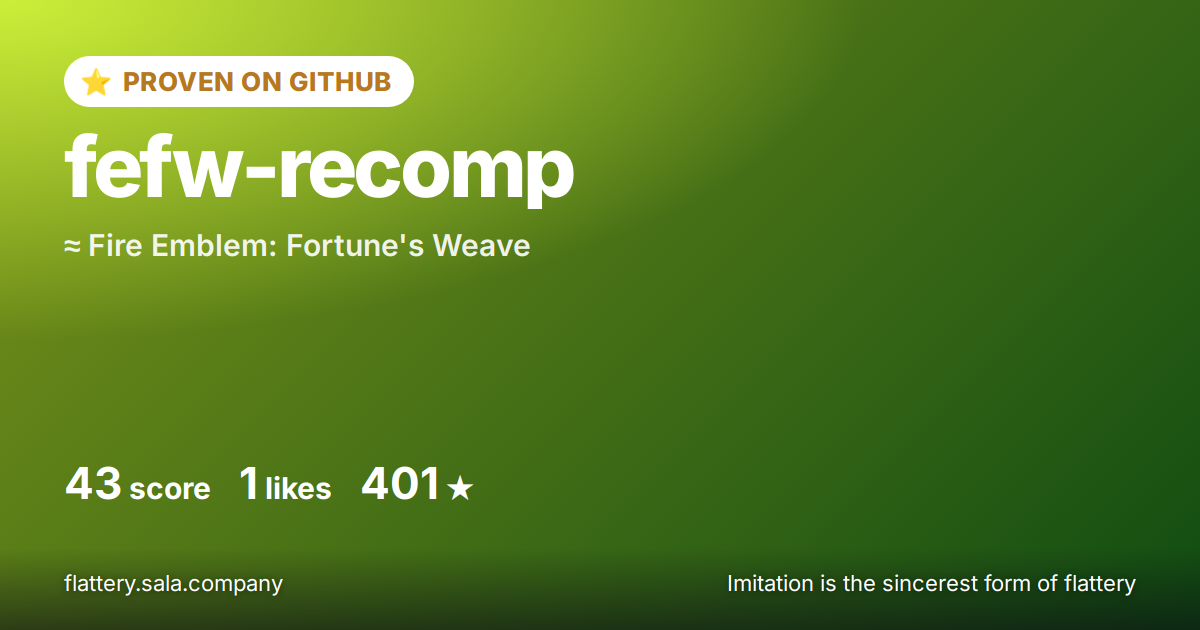 ⭐ PROVEN ON GITHUB
fefw-recomp
≈ Fire Emblem: Fortune's Weave
43 score 1 likes 401 ★
flattery.sala.company
Imitation is the sincerest form of flattery